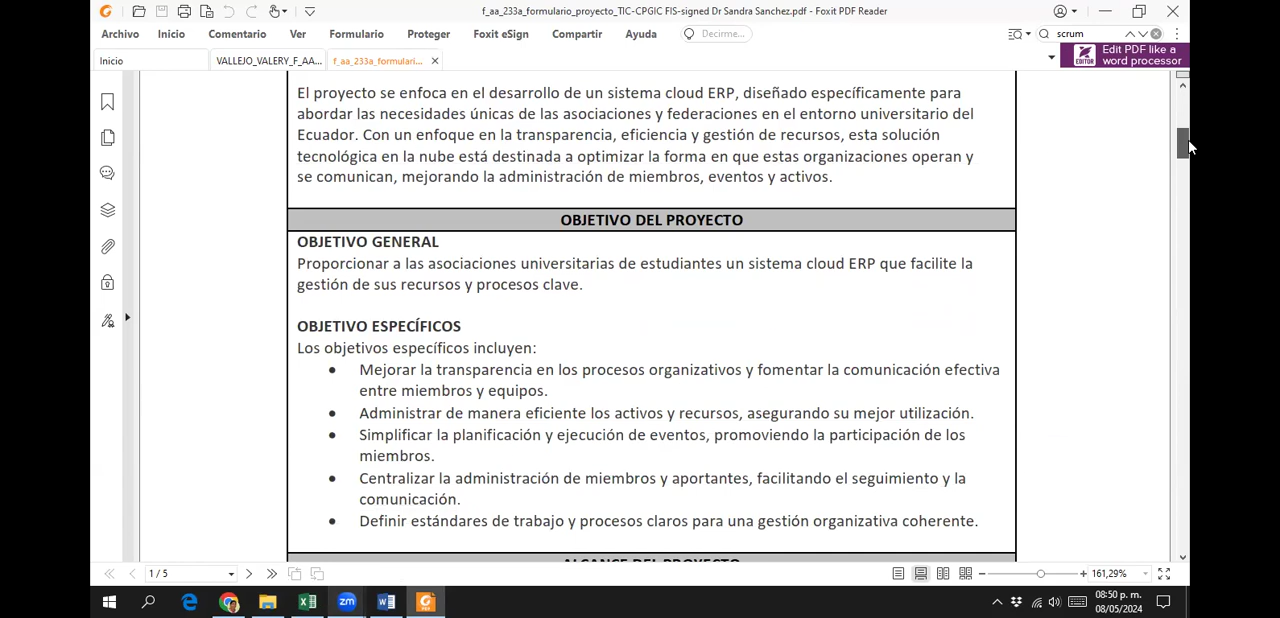 f_aa_233a_formulario_proyecto_TIC-CPGIC FIS-signed Dr Sandra Sanchez.pdf - Foxit PDF Reader
Archivo Inicio Comentario Ver Formulario Proteger Foxit eSign Compartir Ayuda Decirme... scrum
Inicio VALLEJO_VALERY_F_AA... f_aa_233a_formulari... EDITOR Edit PDF like a
word processor
El proyecto se enfoca en el desarrollo de un sistema cloud ERP, diseñado específicamente para
abordar las necesidades únicas de las asociaciones y federaciones en el entorno universitario del
Ecuador. Con un enfoque en la transparencia, eficiencia y gestión de recursos, esta solución
tecnológica en la nube está destinada a optimizar la forma en que estas organizaciones operan y
se comunican, mejorando la administración de miembros, eventos y activos.
OBJETIVO DEL PROYECTO
OBJETIVO GENERAL
Proporcionar a las asociaciones universitarias de estudiantes un sistema cloud ERP que facilite la
gestión de sus recursos y procesos clave.
OBJETIVO ESPECÍFICOS
Los objetivos específicos incluyen:
• Mejorar la transparencia en los procesos organizativos y fomentar la comunicación efectiva
entre miembros y equipos.
• Administrar de manera eficiente los activos y recursos, asegurando su mejor utilización.
• Simplificar la planificación y ejecución de eventos, promoviendo la participación de los
miembros.
• Centralizar la administración de miembros y aportantes, facilitando el seguimiento y la
comunicación.
• Definir estándares de trabajo y procesos claros para una gestión organizativa coherente.
ALCANCE DEL PROYECTO
1 / 5 161,29%
zm
08:50 p. m.
08/05/2024